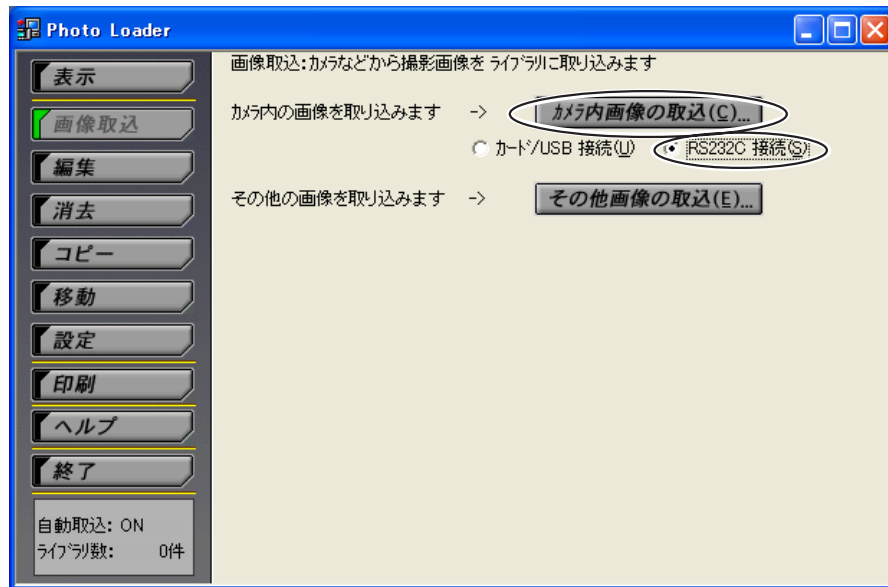 Photo Loader
表示
画像取込
編集
消去
コピー
移動
設定
印刷
ヘルプ
終了
自動取込: ON
ﾗｲﾌﾞﾗﾘ数: 0件
画像取込:ｶﾒﾗなどから撮影画像を ﾗｲﾌﾞﾗﾘに取り込みます
ｶﾒﾗ内の画像を取り込みます -> ｶﾒﾗ内画像の取込(C)...
ｶｰﾄﾞ/USB 接続(U) RS232C 接続(S)
その他の画像を取り込みます -> その他画像の取込(E)...